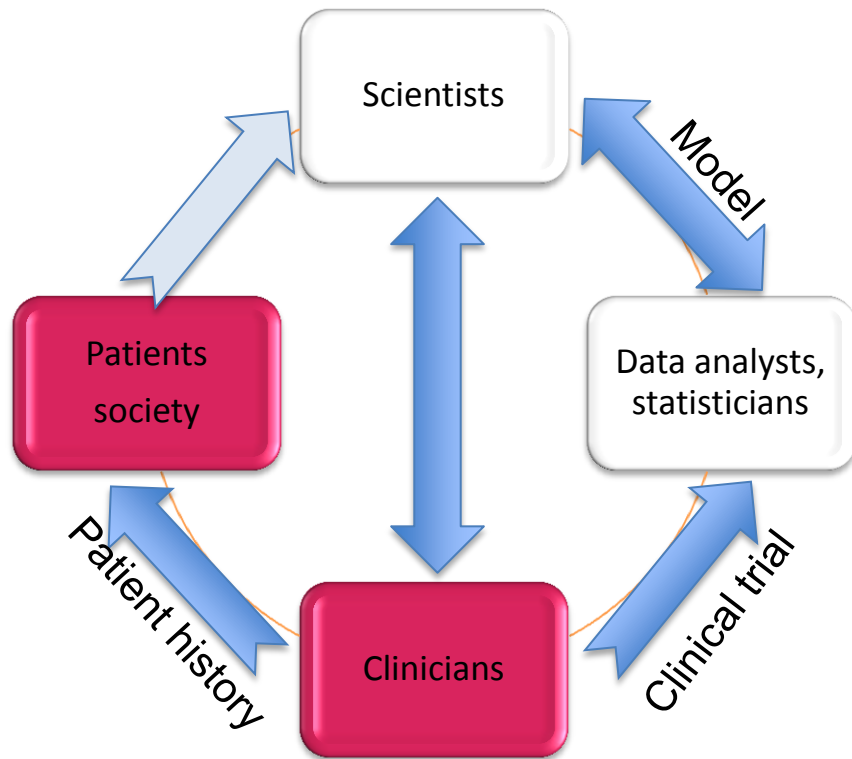 Scientists
Model
Patients
society
Data analysts,
statisticians
Patient history
Clinical trial
Clinicians